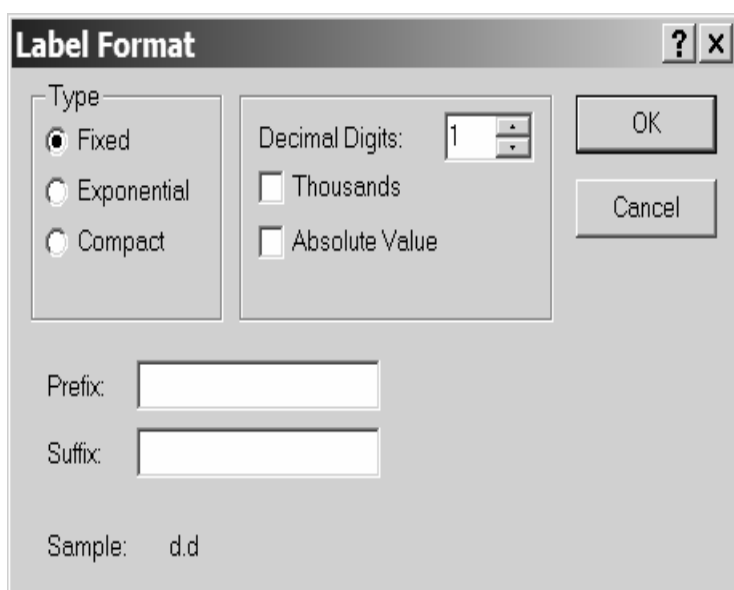 Label Format
? ×
Type
Fixed
Exponential
Compact
Decimal Digits: 1
Thousands
Absolute Value
OK
Cancel
Prefix:
Suffix:
Sample: d.d